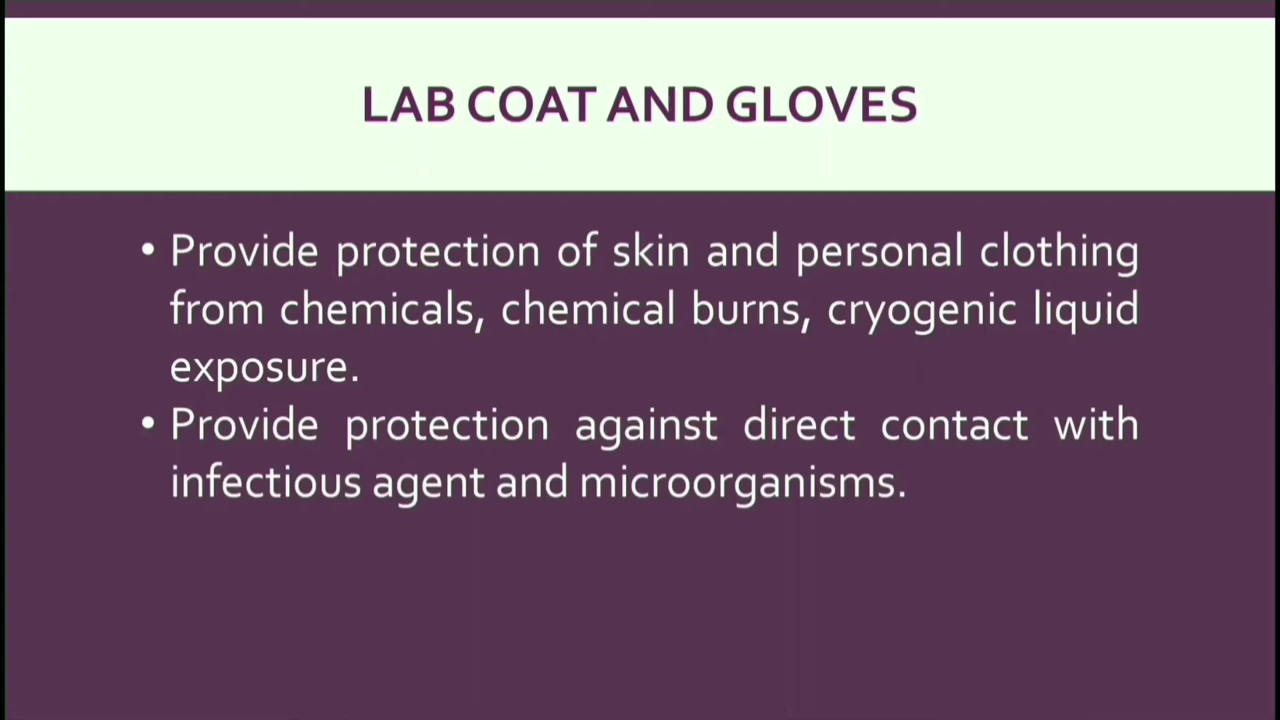 LAB COAT AND GLOVES
• Provide protection of skin and personal clothing
from chemicals, chemical burns, cryogenic liquid
exposure.
• Provide protection against direct contact with
infectious agent and microorganisms.